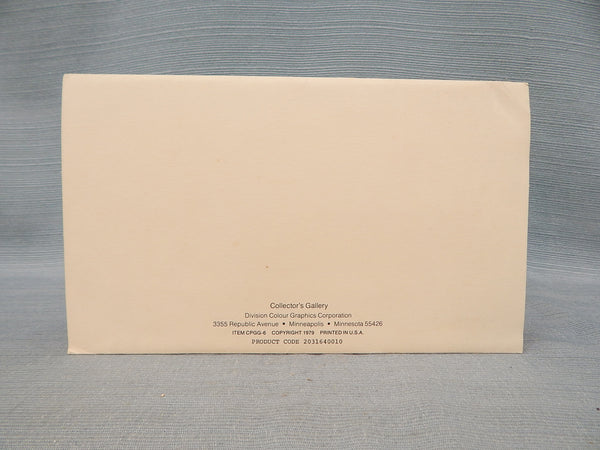 Collector's Gallery
Division Colour Graphics Corporation
3355 Republic Avenue • Minneapolis • Minnesota 55426
ITEM CPGG-6 COPYRIGHT 1979 PRINTED IN U.S.A.
PRODUCT CODE 2031640010